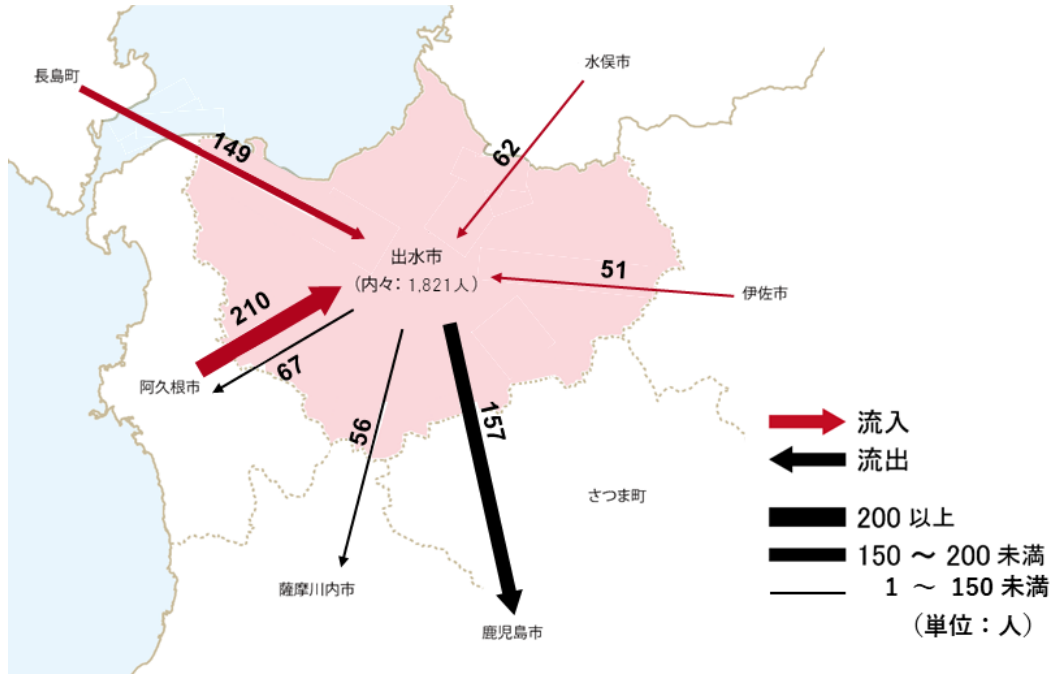 長島町
水俣市
149
62
出水市
(内々: 1,821人)
51
伊佐市
210
67
阿久根市
56
157
流入
流出
さつま町
200 以上
150 ～ 200 未満
1 ～ 150 未満
(単位：人)
薩摩川内市
鹿児島市